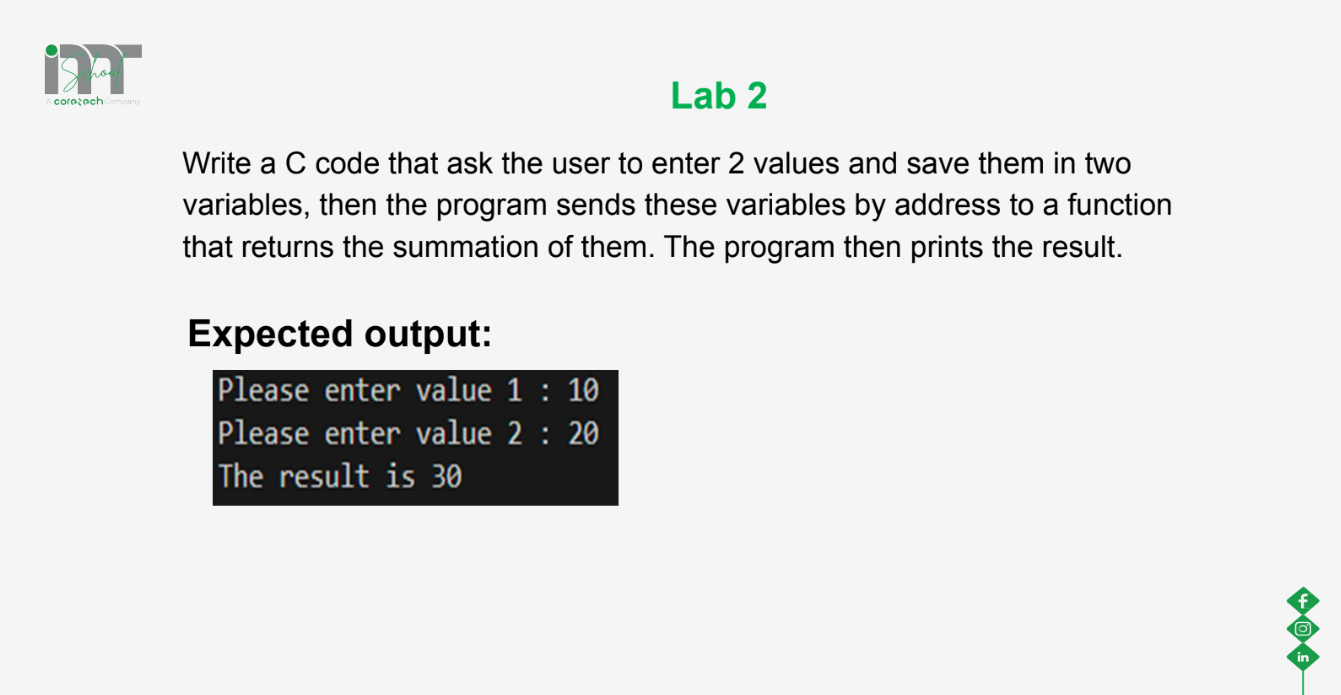 imt
School
A coretech Company
Lab 2
Write a C code that ask the user to enter 2 values and save them in two
variables, then the program sends these variables by address to a function
that returns the summation of them. The program then prints the result.
Expected output:
Please enter value 1 : 10
Please enter value 2 : 20
The result is 30